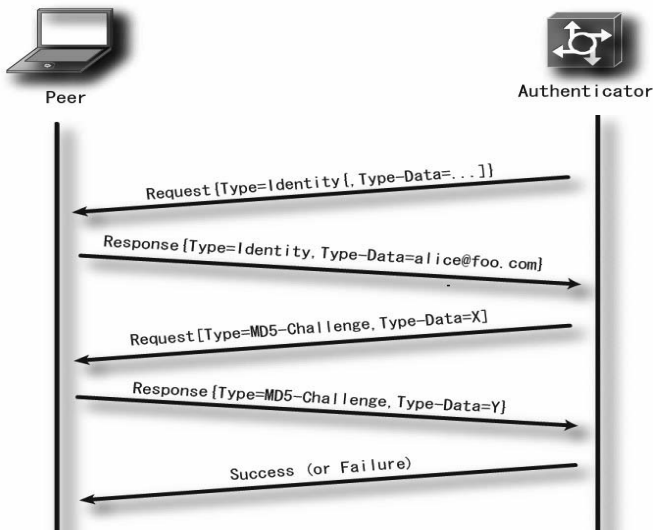 Peer
Authenticator
Request{Type=Identity{,Type-Data=...]}
Response{Type=Identity,Type-Data=alice@foo.com}
Request[Type=MD5-Challenge,Type-Data=X]
Response{Type=MD5-Challenge,Type-Data=Y}
Success (or Failure)